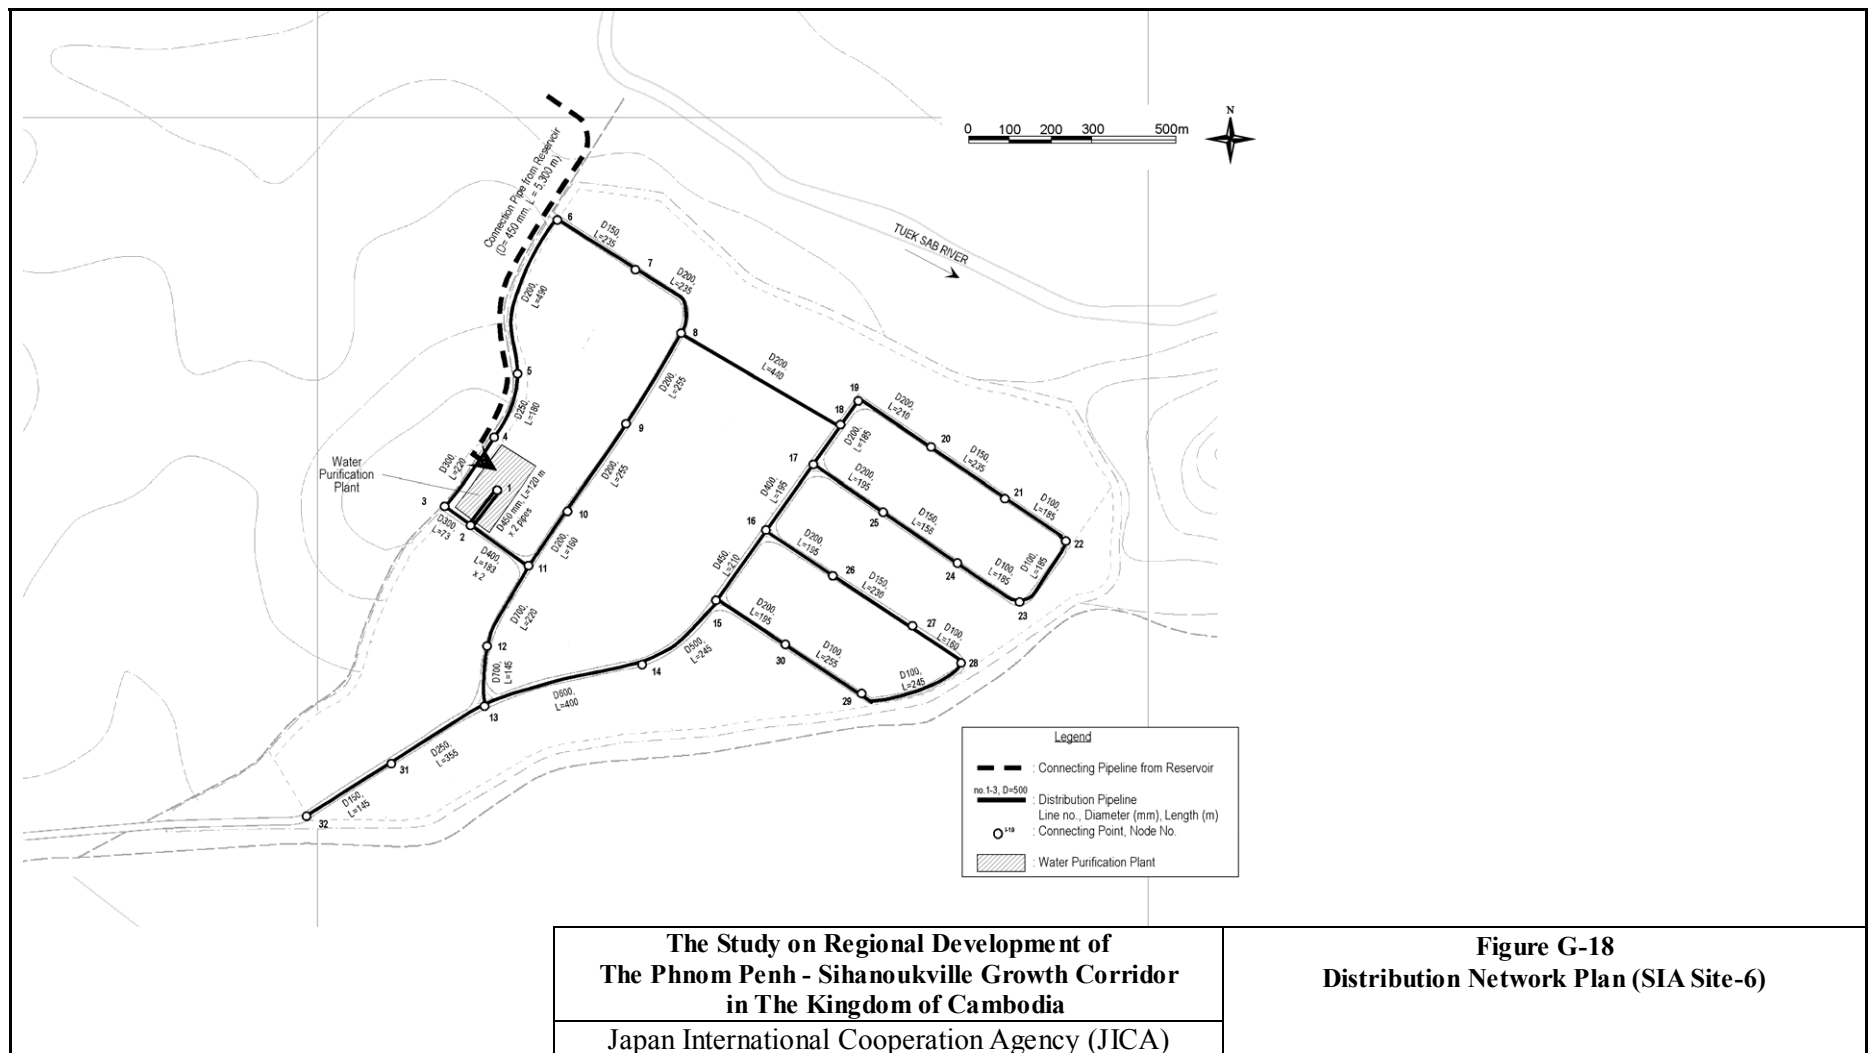 N
0 100 200 300 500m
Connection Pipe from Reservoir
(D= 450 mm, L = 5,300 m)
TUEK SAB RIVER
6
D150,
L=235
7
D200,
L=235
8
D200,
L=490
5
D250,
L=180
4
D300,
L=220
3
D300,
L=73
2
1
D450 mm, L=120 m
x 2 pipes
Water
Purification
Plant
D400,
L=183
x 2
11
D200,
L=160
10
D200,
L=255
9
D200,
L=255
D200,
L=440
18
19
D200,
L=210
20
D150,
L=235
21
D100,
L=185
22
D100,
L=185
23
D200,
L=185
17
D200,
L=195
25
D150,
L=156
24
D100,
L=185
D400,
L=195
16
D200,
L=195
26
D150,
L=230
27
D100,
L=160
28
D100,
L=245
D450,
L=210
15
D200,
L=195
30
D100,
L=255
29
D500,
L=245
14
D700,
L=220
12
D700,
L=145
13
D600,
L=400
D250,
L=355
31
D150,
L=145
32
Legend
: Connecting Pipeline from Reservoir
no.1-3, D=500
: Distribution Pipeline
Line no., Diameter (mm), Length (m)
: Connecting Point, Node No.
: Water Purification Plant
The Study on Regional Development of
The Phnom Penh - Sihanoukville Growth Corridor
in The Kingdom of Cambodia
Japan International Cooperation Agency (JICA)
Figure G-18
Distribution Network Plan (SIA Site-6)